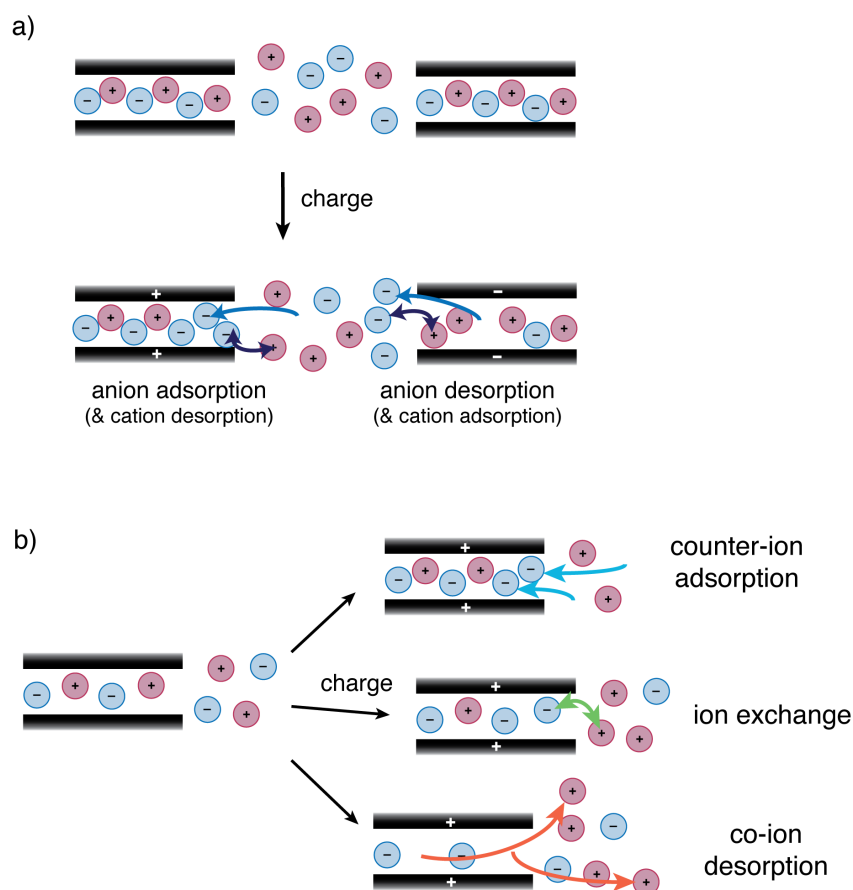 a)
charge
anion adsorption
(& cation desorption)
anion desorption
(& cation adsorption)
b)
counter-ion
adsorption
charge
ion exchange
co-ion
desorption